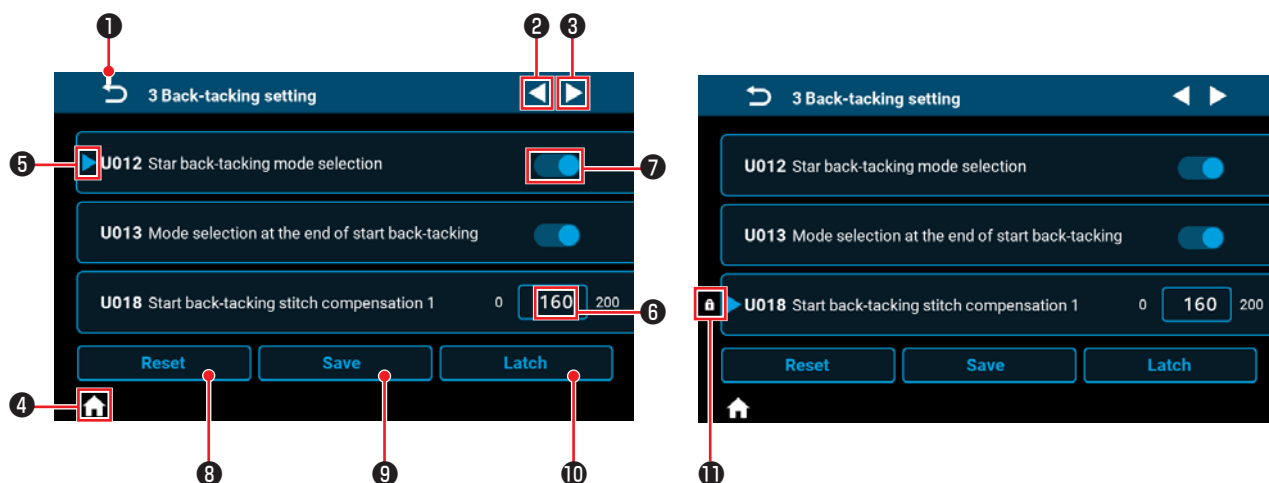 ❶ ❷ ❸
3 Back-tacking setting
❺ U012 Star back-tacking mode selection ❼
U013 Mode selection at the end of start back-tacking
U018 Start back-tacking stitch compensation 1 0 160 200 ❻
Reset Save Latch
❹
❽ ❾ ❿
3 Back-tacking setting
U012 Star back-tacking mode selection
U013 Mode selection at the end of start back-tacking
U018 Start back-tacking stitch compensation 1 0 160 200
Reset Save Latch
⓫